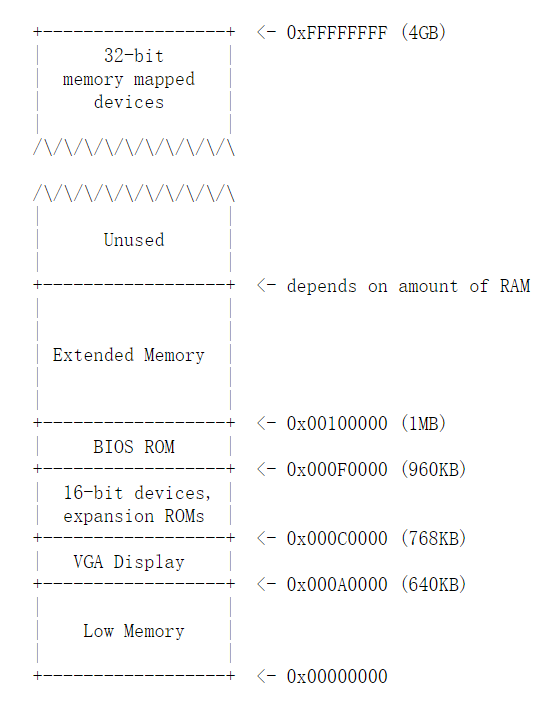 +------------------+  <- 0xFFFFFFFF (4GB)
|      32-bit      |
|  memory mapped   |
|     devices      |
|                  |
/\/\/\/\/\/\/\/\/\/\

/\/\/\/\/\/\/\/\/\/\
|                  |
|      Unused      |
|                  |
+------------------+  <- depends on amount of RAM
|                  |
|                  |
| Extended Memory  |
|                  |
|                  |
+------------------+  <- 0x00100000 (1MB)
|     BIOS ROM     |
+------------------+  <- 0x000F0000 (960KB)
|  16-bit devices, |
|  expansion ROMs  |
+------------------+  <- 0x000C0000 (768KB)
|   VGA Display    |
+------------------+  <- 0x000A0000 (640KB)
|                  |
|    Low Memory    |
|                  |
+------------------+  <- 0x00000000